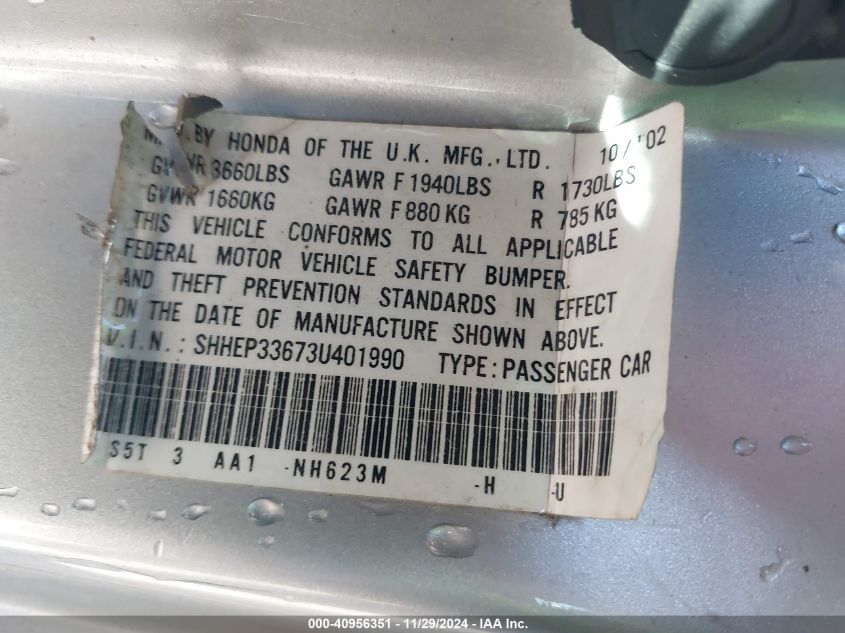 BY HONDA OF THE U.K. MFG., LTD. 10/'02
GVWR 3660LBS GAWR F 1940LBS R 1730LBS
GVWR 1660KG GAWR F 880 KG R 785 KG
THIS VEHICLE CONFORMS TO ALL APPLICABLE
FEDERAL MOTOR VEHICLE SAFETY BUMPER.
AND THEFT PREVENTION STANDARDS IN EFFECT
ON THE DATE OF MANUFACTURE SHOWN ABOVE.
V.I.N.: SHHEP33673U401990 TYPE: PASSENGER CAR
S5T 3 AA1 -NH623M -H -U
000-40956351 - 11/29/2024 - IAA Inc. Copyright